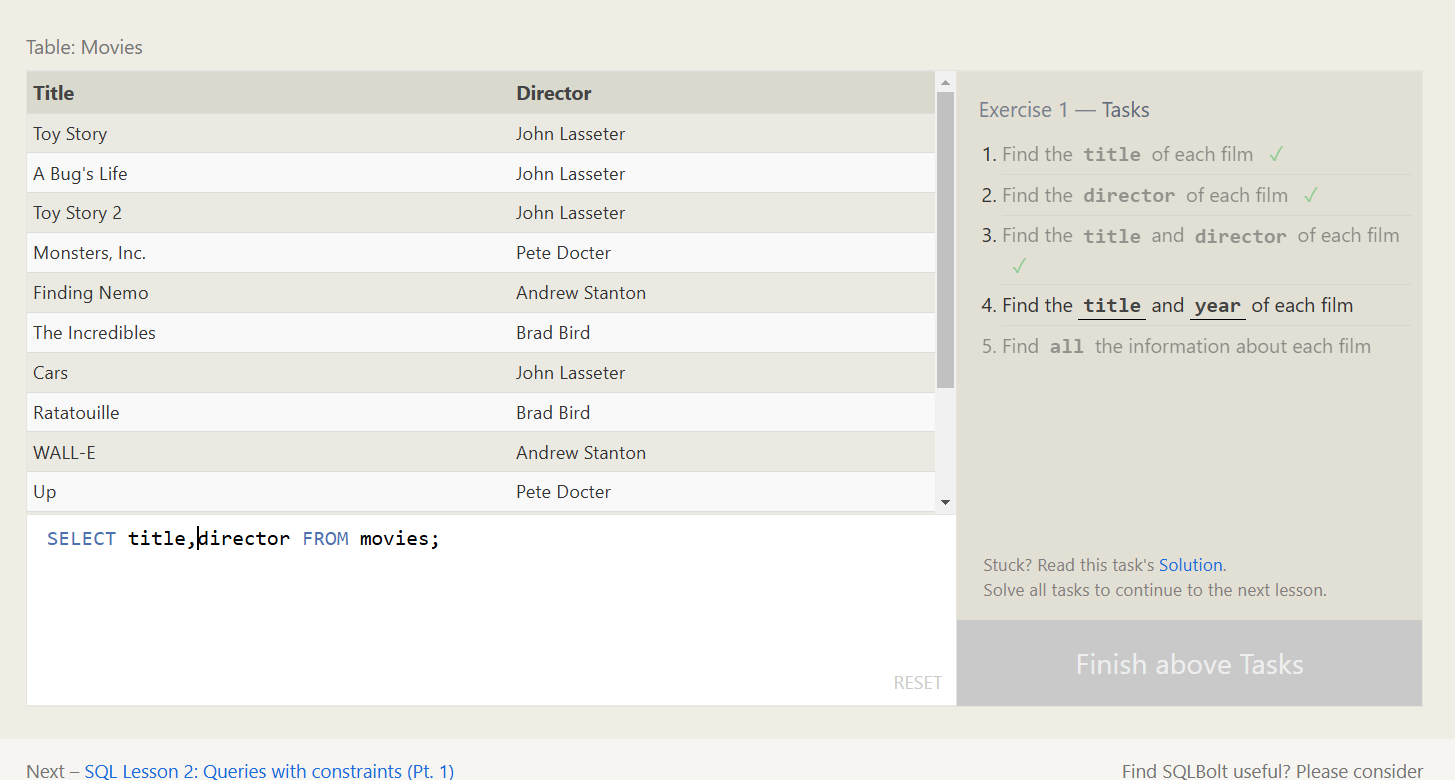 Table: Movies
Title Director
Toy Story John Lasseter
A Bug's Life John Lasseter
Toy Story 2 John Lasseter
Monsters, Inc. Pete Docter
Finding Nemo Andrew Stanton
The Incredibles Brad Bird
Cars John Lasseter
Ratatouille Brad Bird
WALL-E Andrew Stanton
Up Pete Docter
SELECT title,director FROM movies;
RESET
Exercise 1 — Tasks
1. Find the title of each film ✓
2. Find the director of each film ✓
3. Find the title and director of each film
✓
4. Find the title and year of each film
5. Find all the information about each film
Stuck? Read this task's Solution.
Solve all tasks to continue to the next lesson.
Finish above Tasks
Next – SQL Lesson 2: Queries with constraints (Pt. 1)
Find SQLBolt useful? Please consider